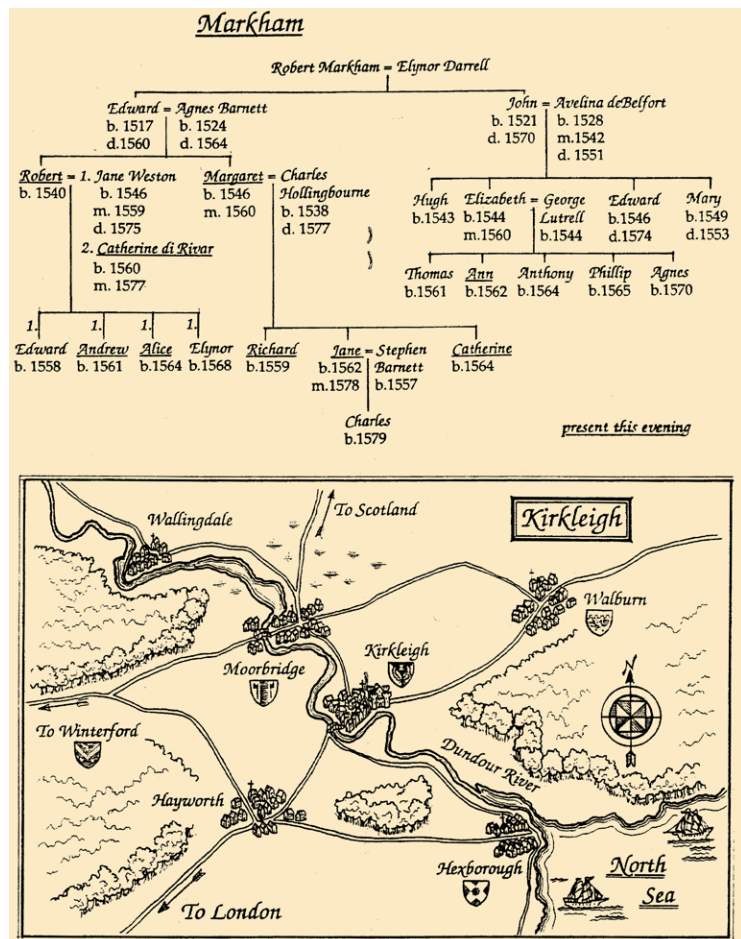 Markham
Robert Markham = Elynor Darrell
Edward = Agnes Barnett
b. 1517 b. 1524
d.1560 d. 1564
John = Avelina deBelfort
b. 1521 b. 1528
d. 1570 m.1542
d. 1551
Robert = 1. Jane Weston
b. 1540 b. 1546
m. 1559
d. 1575
2. Catherine di Rivar
b. 1560
m. 1577
Margaret = Charles
Hollingbourne
b. 1546 b. 1538
m. 1560 d. 1577
Hugh
b.1543
Elizabeth = George
Lutrell
b.1544 b.1544
m.1560
Edward
b.1546
d.1574
Mary
b.1549
d.1553
Thomas Ann Anthony Phillip Agnes
b.1561 b.1562 b.1564 b.1565 b.1570
1. 1. 1. 1.
Edward Andrew Alice Elynor
b. 1558 b. 1561 b.1564 b.1568
Richard
b.1559
Jane = Stephen
Barnett
b.1562 b.1557
m.1578
Catherine
b.1564
Charles
b.1579
present this evening
Kirkleigh
Wallingdale
To Scotland
Walburn
Kirkleigh
Moorbridge
N
To Winterford
Dundour River
Hayworth
Hexborough
North
Sea
To London